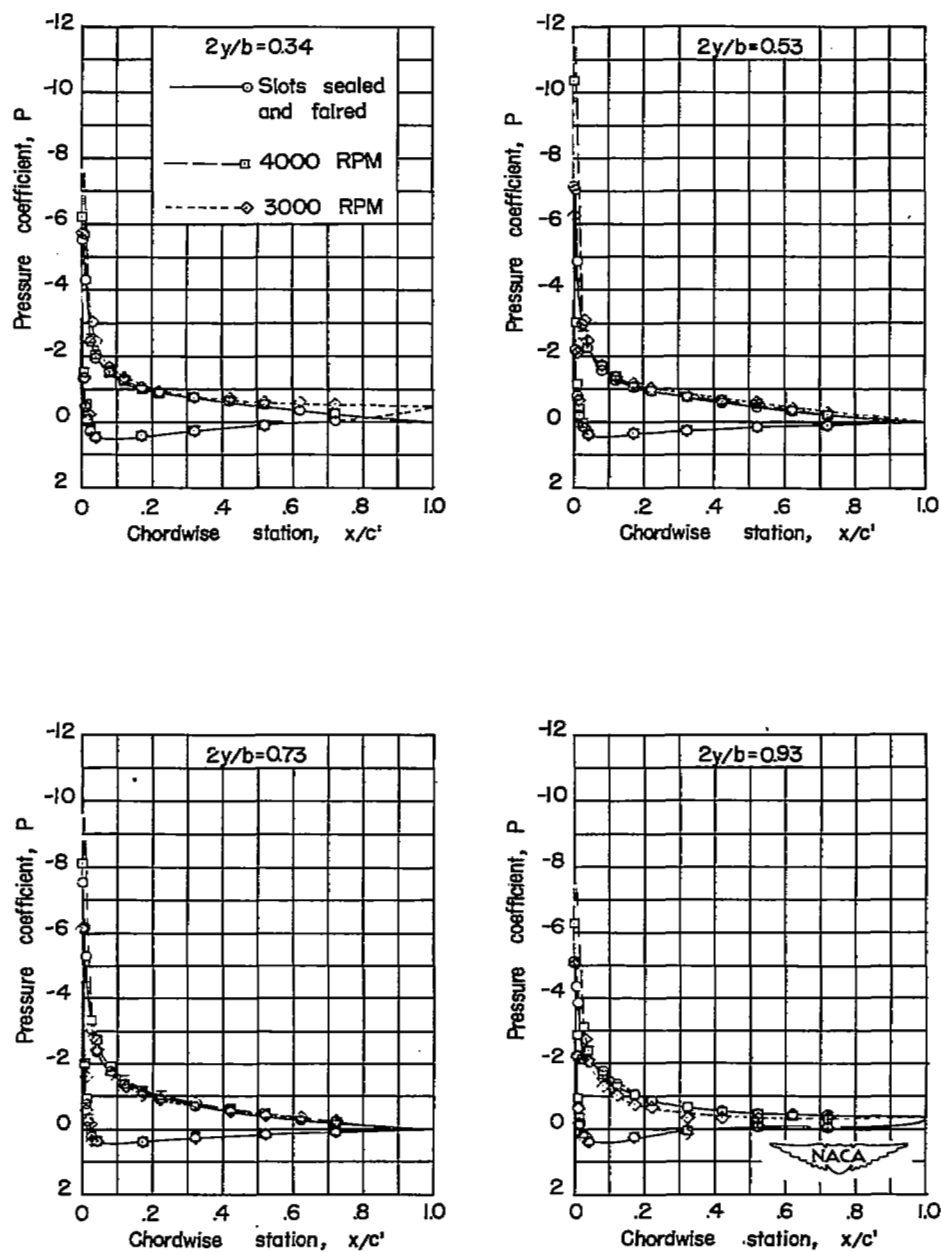 2y/b=0.34
Slots sealed
and faired
4000 RPM
3000 RPM
-12
-10
-8
-6
-4
-2
0
2
Pressure coefficient, P
0 .2 .4 .6 .8 1.0
Chordwise station, x/c'
2y/b=0.53
-12
-10
-8
-6
-4
-2
0
2
Pressure coefficient, P
0 .2 .4 .6 .8 1.0
Chordwise station, x/c'
2y/b=0.73
-12
-10
-8
-6
-4
-2
0
2
Pressure coefficient, P
0 .2 .4 .6 .8 1.0
Chordwise station, x/c'
2y/b=0.93
-12
-10
-8
-6
-4
-2
0
2
Pressure coefficient, P
NACA
0 .2 .4 .6 .8 1.0
Chordwise station, x/c'